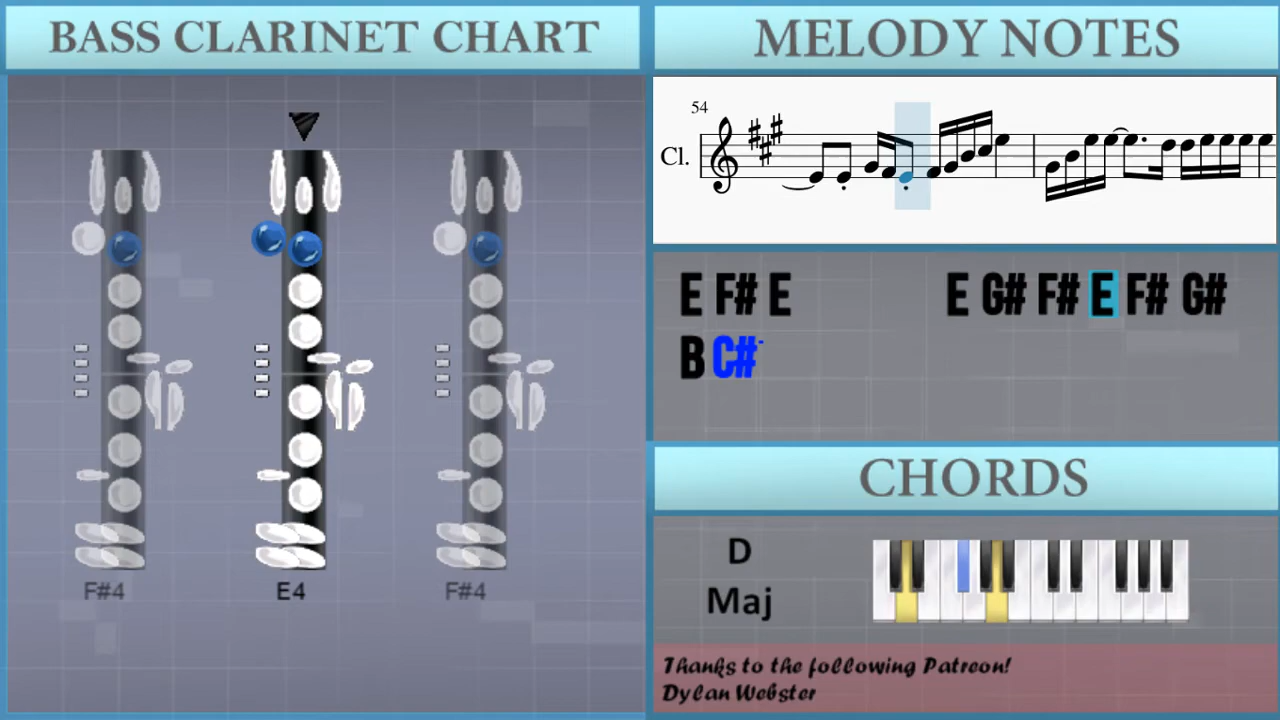 BASS CLARINET CHART
F#4
E4
F#4
MELODY NOTES
54
Cl.
E F# E E G# F# E F# G#
B C#-
CHORDS
D
Maj
Thanks to the following Patreon!
Dylan Webster